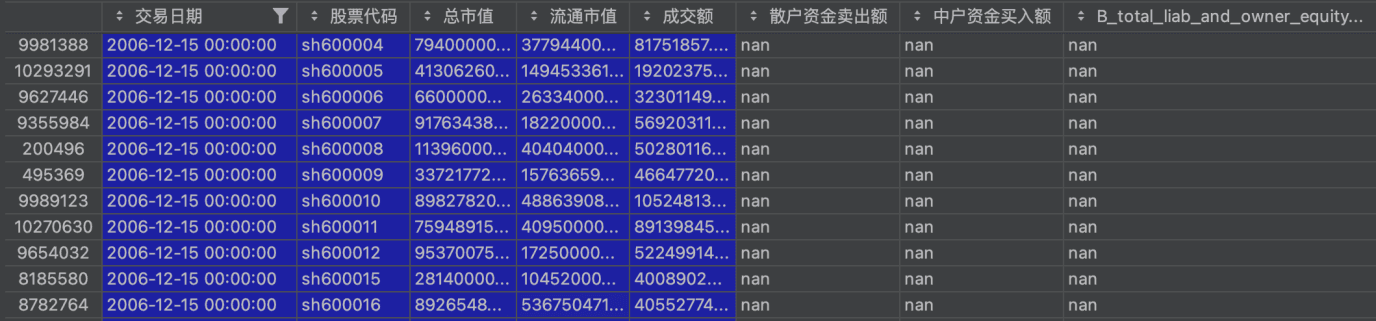 交易日期 股票代码 总市值 流通市值 成交额 散户资金卖出额 中户资金买入额 B_total_liab_and_owner_equity...
9981388 2006-12-15 00:00:00 sh600004 79400000... 37794400... 81751857.... nan nan nan
10293291 2006-12-15 00:00:00 sh600005 41306260... 149453361... 19202375... nan nan nan
9627446 2006-12-15 00:00:00 sh600006 6600000... 26334000... 32301149... nan nan nan
9355984 2006-12-15 00:00:00 sh600007 91763438... 18220000... 56920311... nan nan nan
200496 2006-12-15 00:00:00 sh600008 11396000... 40404000... 50280116... nan nan nan
495369 2006-12-15 00:00:00 sh600009 33721772... 15763659... 46647720... nan nan nan
9989123 2006-12-15 00:00:00 sh600010 89827820... 48863908... 10524813... nan nan nan
10270630 2006-12-15 00:00:00 sh600011 75948915... 40950000... 89139845... nan nan nan
9654032 2006-12-15 00:00:00 sh600012 95370075... 17250000... 52249914... nan nan nan
8185580 2006-12-15 00:00:00 sh600015 28140000... 10452000... 4008902... nan nan nan
8782764 2006-12-15 00:00:00 sh600016 8926548... 536750471... 40552774... nan nan nan